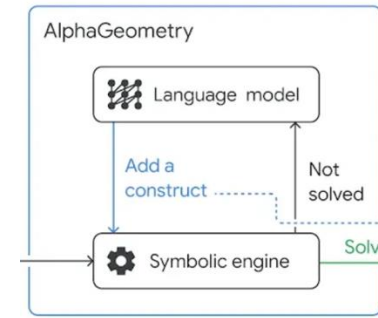 AlphaGeometry
Language model
Add a
construct
Not
solved
Symbolic engine